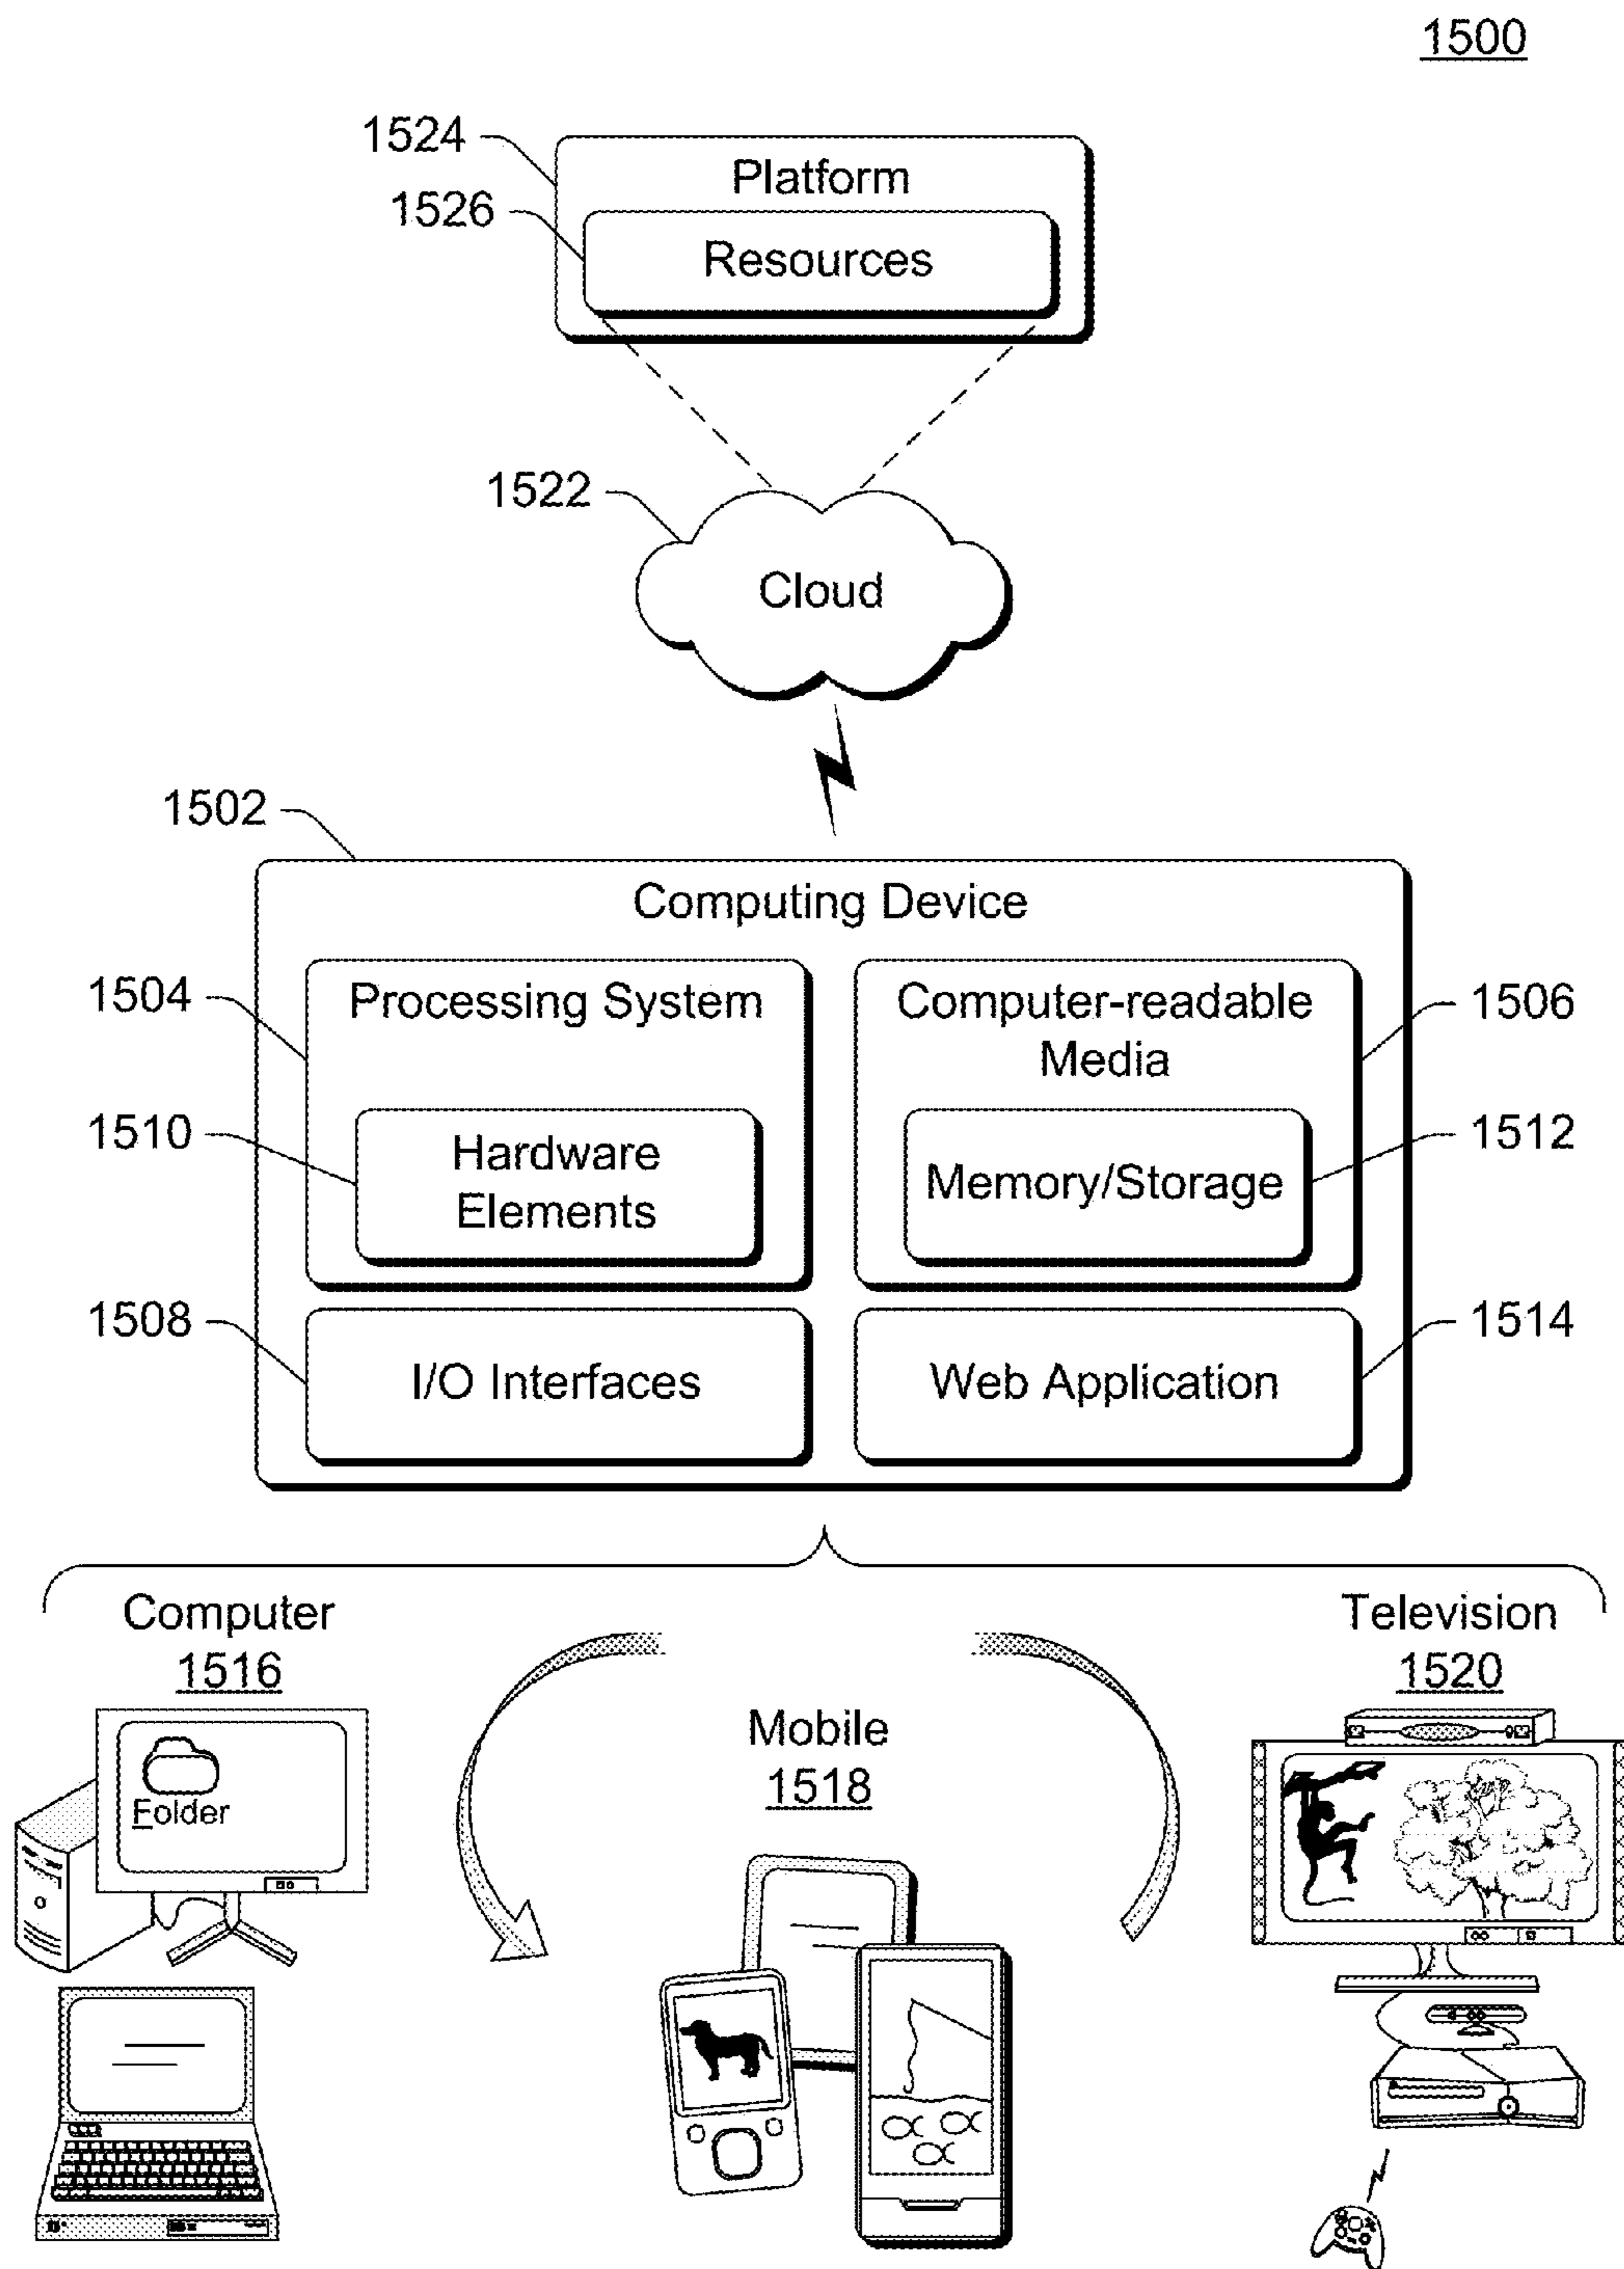 1500
1524
Platform
1526
Resources
1522
Cloud
1502
Computing Device
1504
Processing System
Computer-readable
Media
1506
1510
Hardware
Elements
Memory/Storage
1512
1508
I/O Interfaces
Web Application
1514
Computer
1516
Folder
Mobile
1518
Television
1520